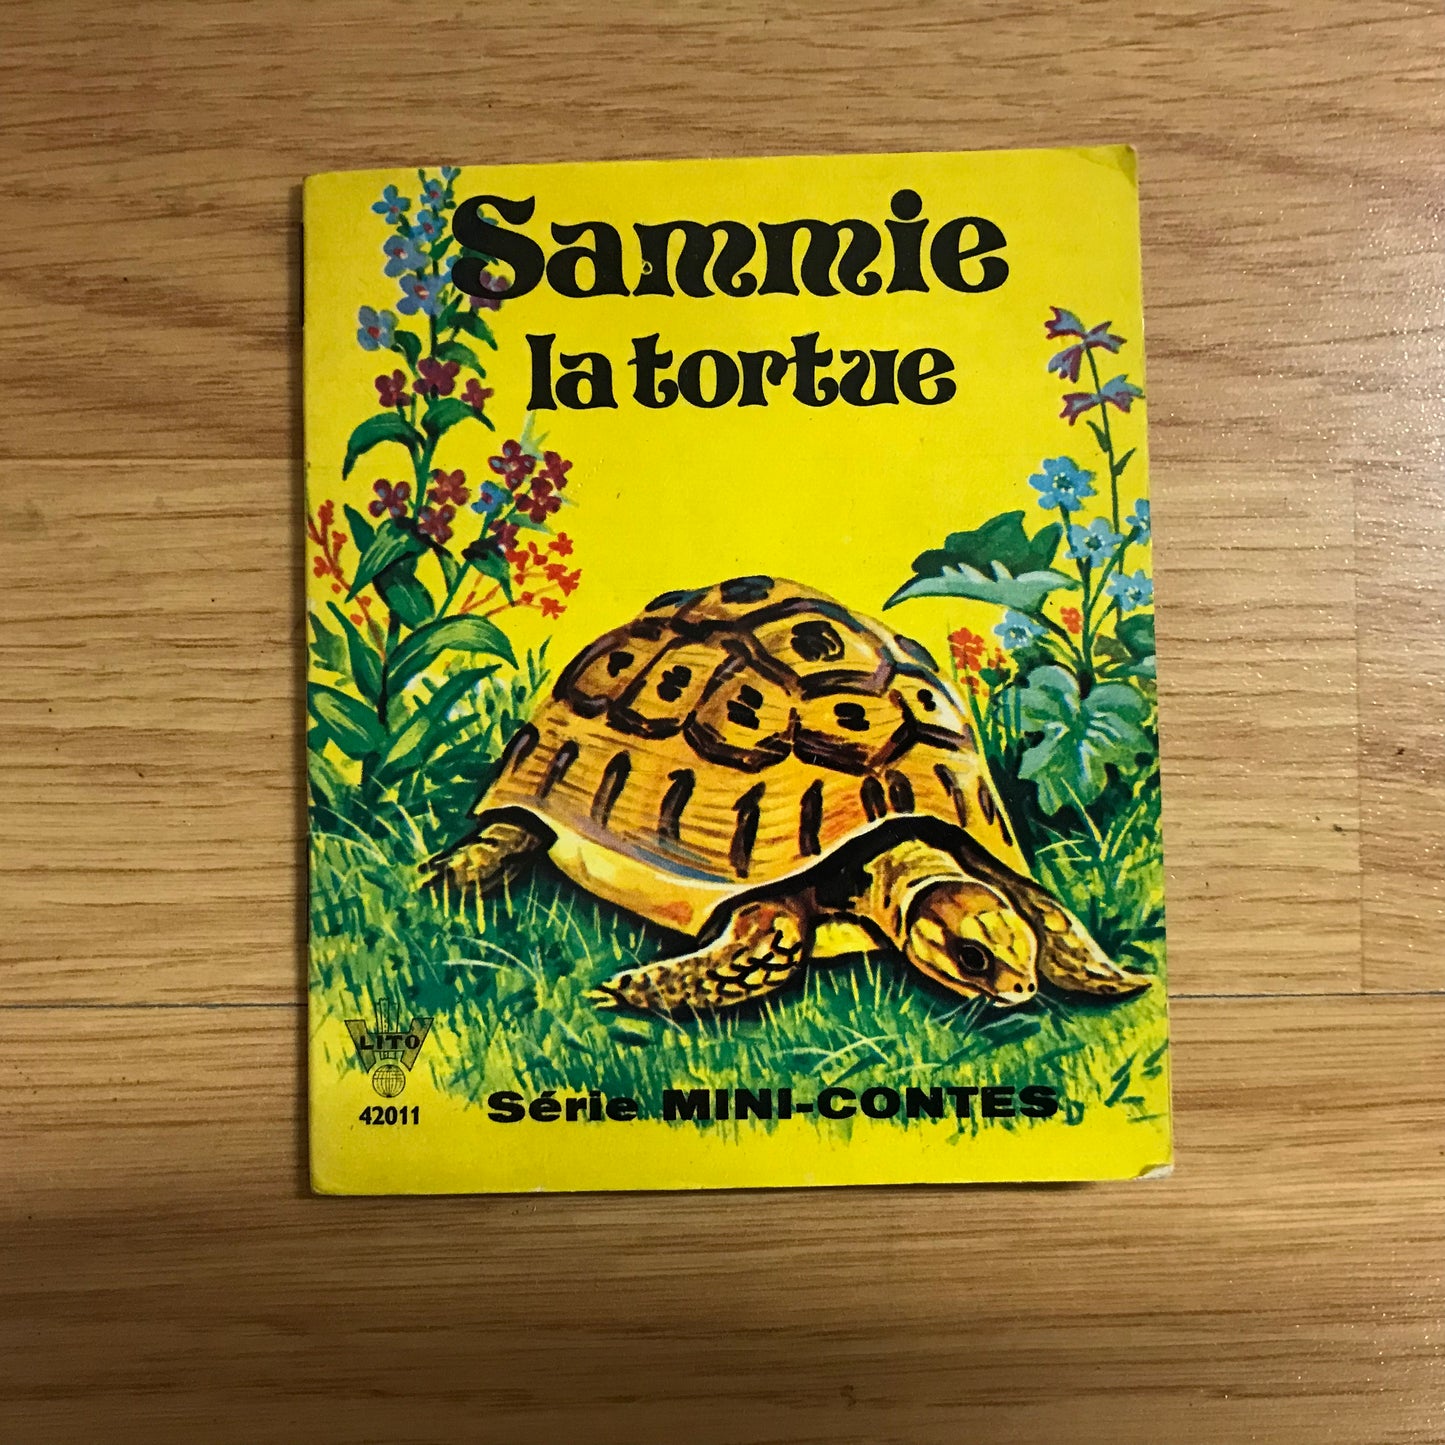 Sammie
la tortue
LITO
42011
Série MINI-CONTES